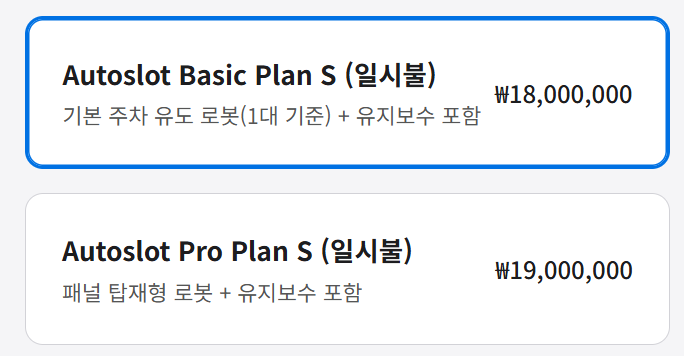 Autoslot Basic Plan S (일시불)
기본 주차 유도 로봇(1대 기준) + 유지보수 포함
₩18,000,000
Autoslot Pro Plan S (일시불)
패널 탑재형 로봇 + 유지보수 포함
₩19,000,000